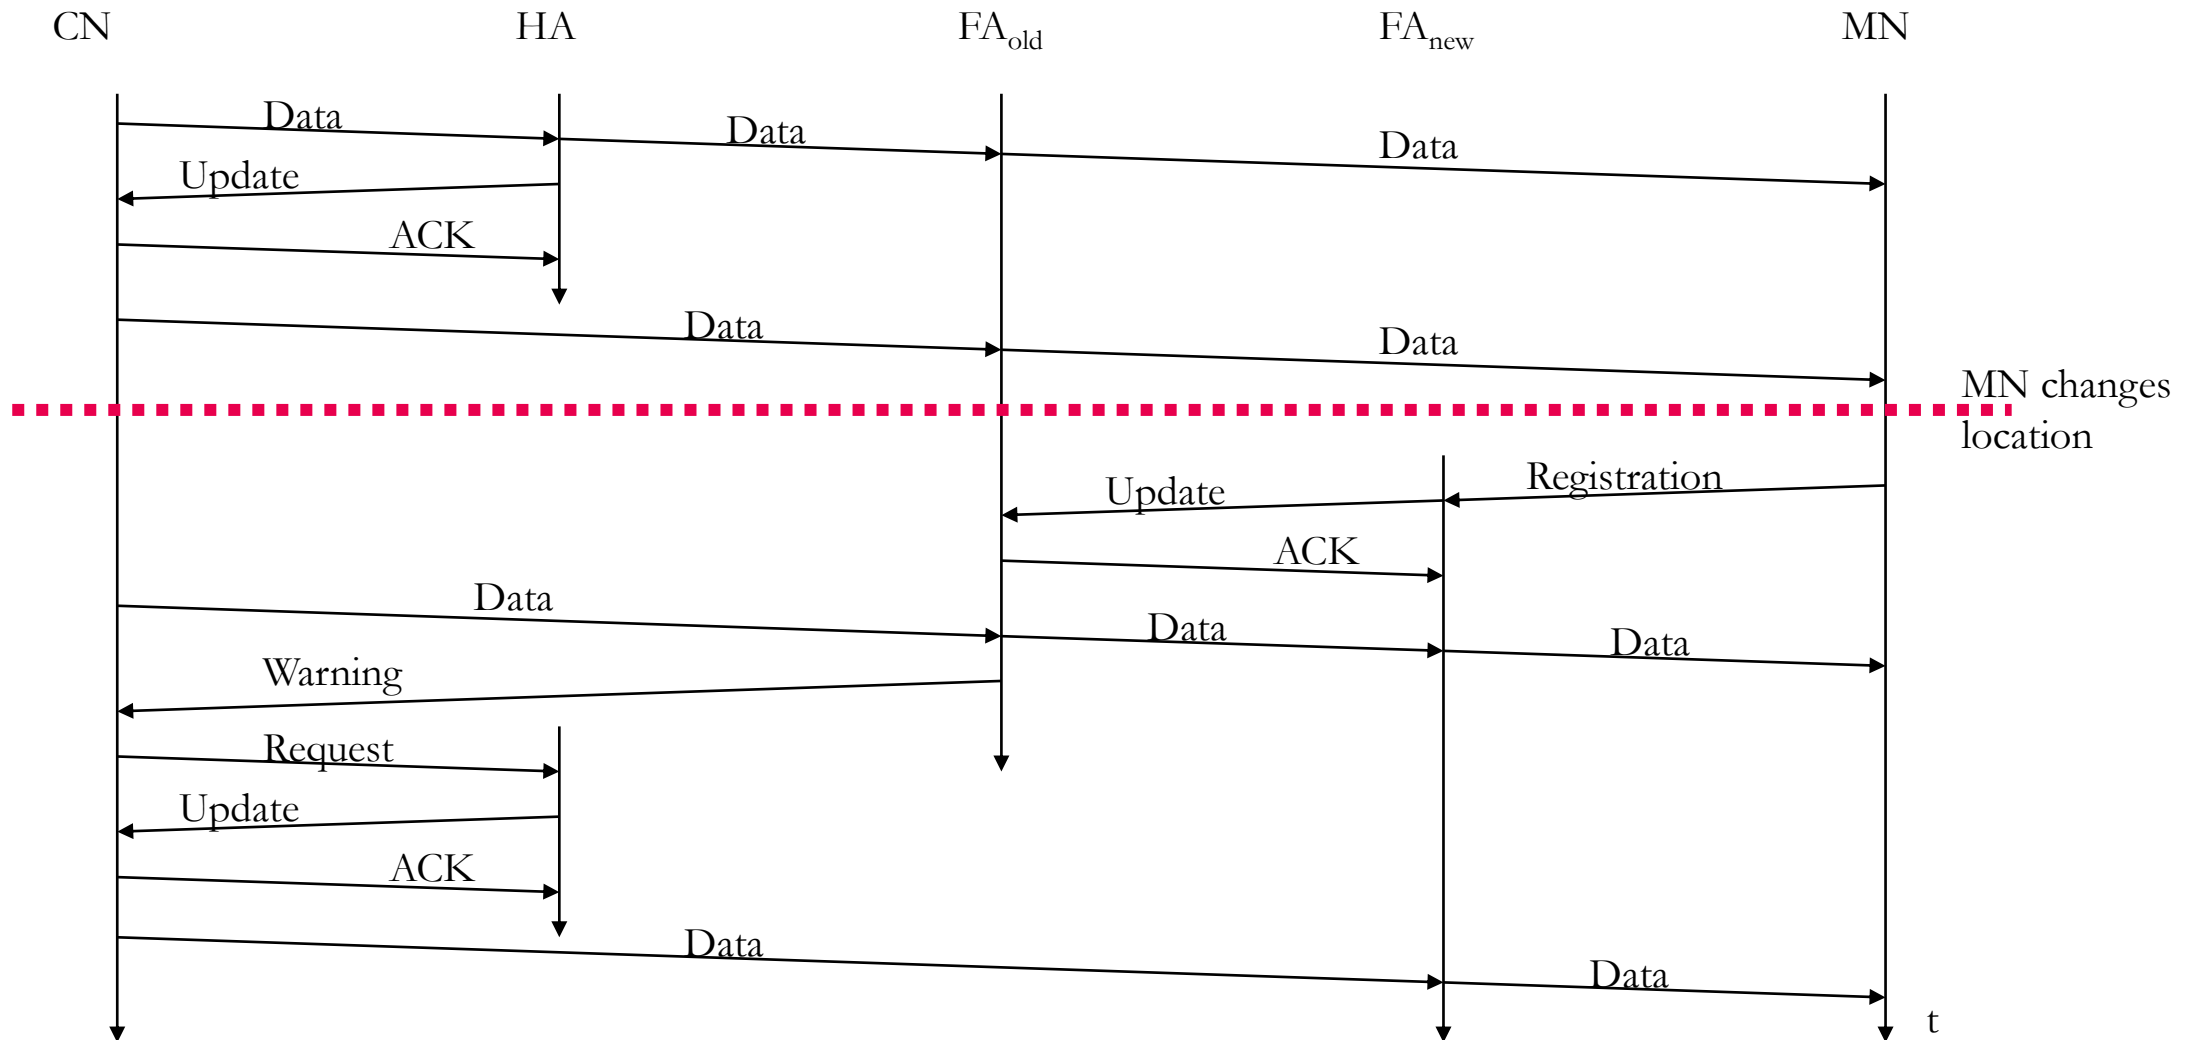 CN HA FAold FAnew MN
Data
Data
Data
Update
ACK
Data
Data
MN changes
location
Registration
Update
ACK
Data
Data
Data
Warning
Request
Update
ACK
Data
Data
t